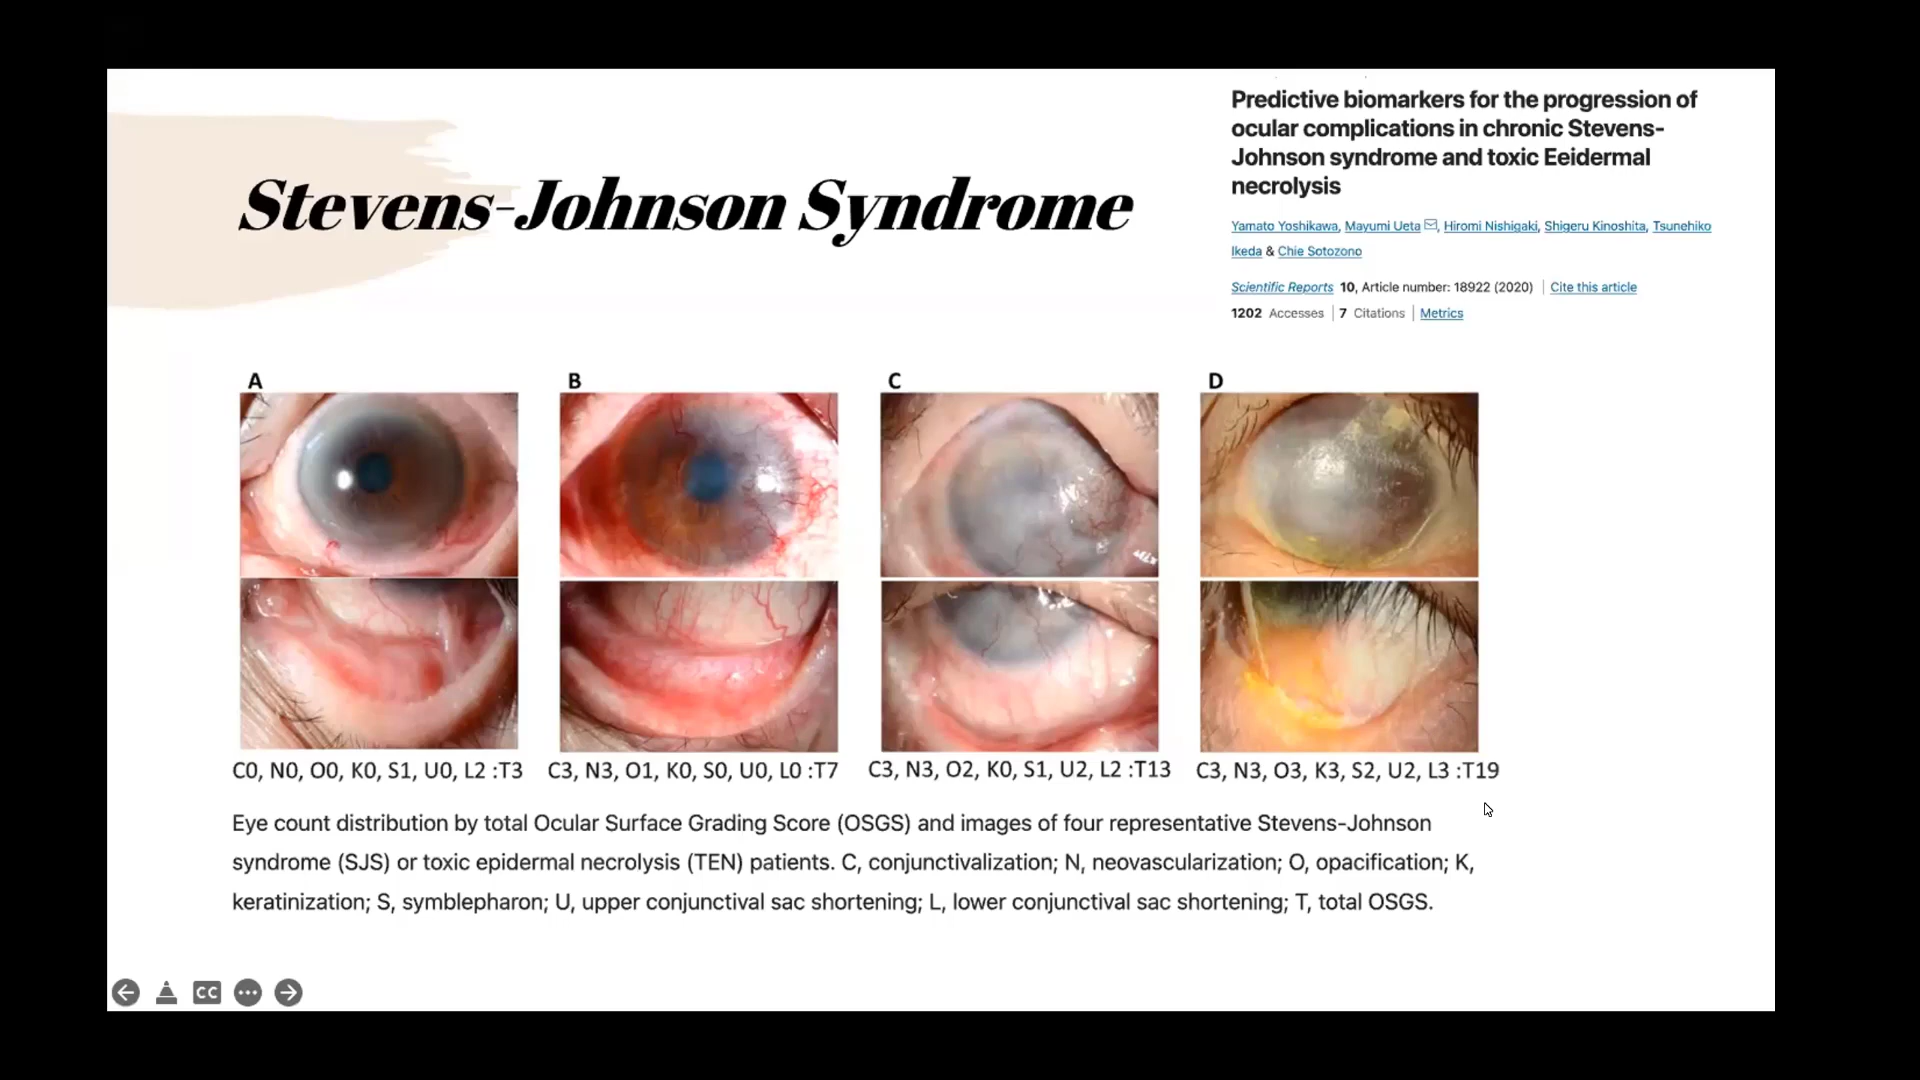 Predictive biomarkers for the progression of
ocular complications in chronic Stevens-
Johnson syndrome and toxic Eeidermal
necrolysis
Yamato Yoshikawa, Mayumi Ueta, Hiromi Nishigaki, Shigeru Kinoshita, Tsunehiko
Ikeda & Chie Sotozono
Scientific Reports 10, Article number: 18922 (2020) | Cite this article
1202 Accesses | 7 Citations | Metrics
Stevens-Johnson Syndrome
A B C D
C0, N0, O0, K0, S1, U0, L2 :T3
C3, N3, O1, K0, S0, U0, L0 :T7
C3, N3, O2, K0, S1, U2, L2 :T13
C3, N3, O3, K3, S2, U2, L3 :T19
Eye count distribution by total Ocular Surface Grading Score (OSGS) and images of four representative Stevens-Johnson
syndrome (SJS) or toxic epidermal necrolysis (TEN) patients. C, conjunctivalization; N, neovascularization; O, opacification; K,
keratinization; S, symblepharon; U, upper conjunctival sac shortening; L, lower conjunctival sac shortening; T, total OSGS.
CC